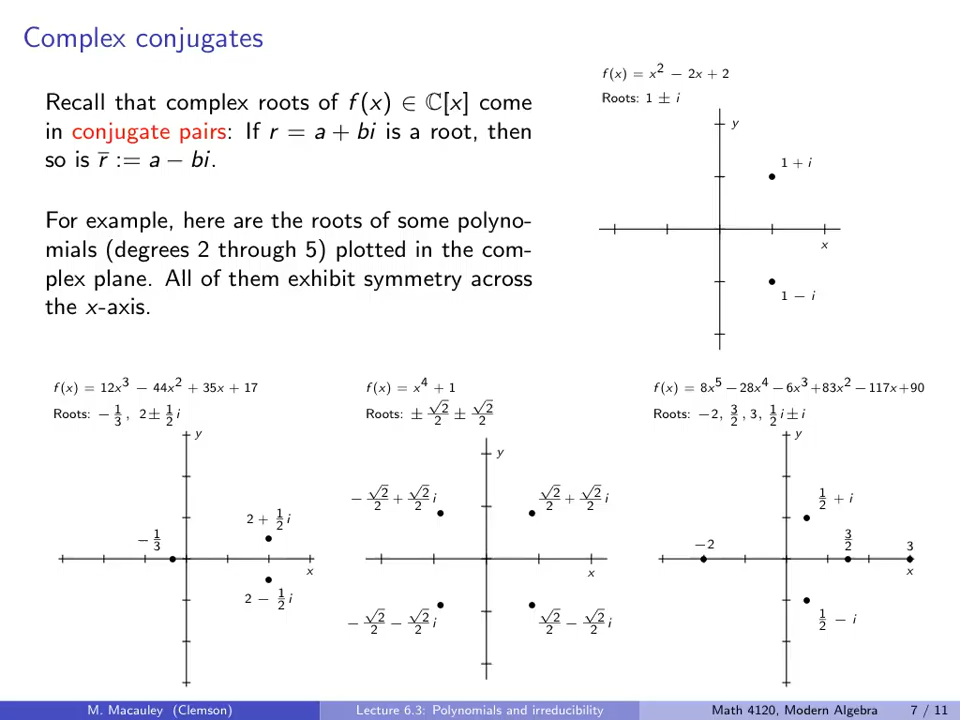 Complex conjugates
Recall that complex roots of f(x) ∈ ℂ[x] come
in conjugate pairs: If r = a + bi is a root, then
so is r̅ := a − bi.
For example, here are the roots of some polyno-
mials (degrees 2 through 5) plotted in the com-
plex plane. All of them exhibit symmetry across
the x-axis.
f(x) = x² − 2x + 2
Roots: 1 ± i
y
1 + i
x
1 − i
f(x) = 12x³ − 44x² + 35x + 17
Roots: −1/3, 2± 1/2 i
y
2 + 1/2 i
−1/3
x
2 − 1/2 i
f(x) = x⁴ + 1
Roots: ± √2/2 ± √2/2
y
−√2/2 + √2/2 i
√2/2 + √2/2 i
x
−√2/2 − √2/2 i
√2/2 − √2/2 i
f(x) = 8x⁵ −28x⁴ −6x³ +83x² −117x+90
Roots: −2, 3/2, 3, 1/2 i ± i
y
1/2 + i
−2
3/2
3
x
1/2 − i
M. Macauley (Clemson)
Lecture 6.3: Polynomials and irreducibility
Math 4120, Modern Algebra
7 / 11